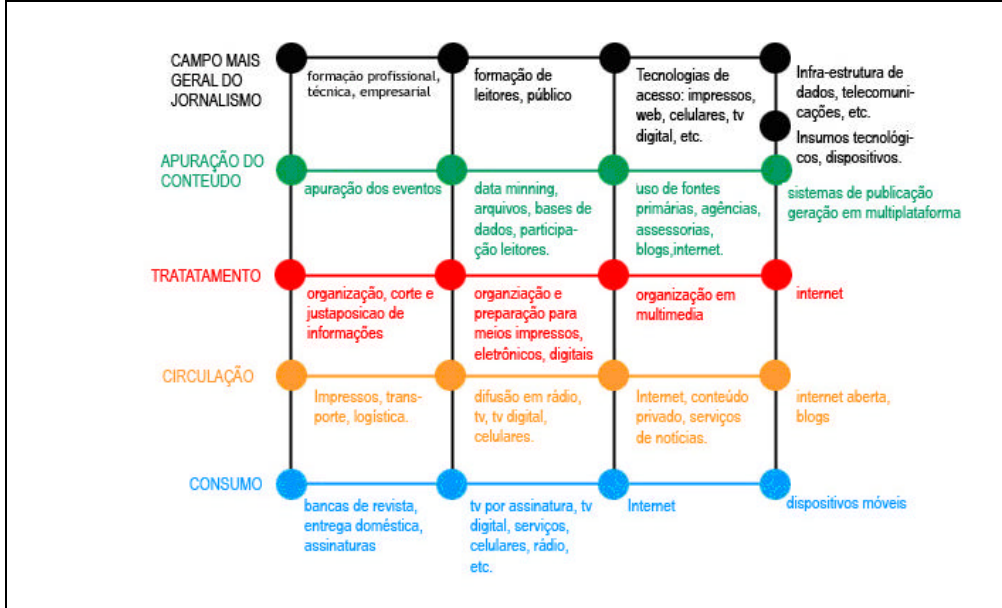 CAMPO MAIS
GERAL DO
JORNALISMO
formação profissional,
técnica, empresarial
formação de
leitores, público
Tecnologias de
acesso: impressos,
web, celulares, tv
digital, etc.
Infra-estrutura de
dados, telecomuni-
cações, etc.
Insumos tecnológi-
cos, dispositivos.
APURAÇÃO DO
CONTEÚDO
apuração dos eventos
data minning,
arquivos, bases de
dados, participa-
ção leitores.
uso de fontes
primárias, agências,
assessorias,
blogs,internet.
sistemas de publicação
geração em multiplataforma
TRATATAMENTO
organização, corte e
justaposicao de
informações
organziação e
preparação para
meios impressos,
eletrônicos, digitais
organização em
multimedia
internet
CIRCULAÇÃO
Impressos, trans-
porte, logística.
difusão em rádio,
tv, tv digital,
celulares.
Internet, conteúdo
privado, serviços
de notícias.
internet aberta,
blogs
CONSUMO
bancas de revista,
entrega doméstica,
assinaturas
tv por assinatura, tv
digital, serviços,
celulares, rádio,
etc.
Internet
dispositivos móveis